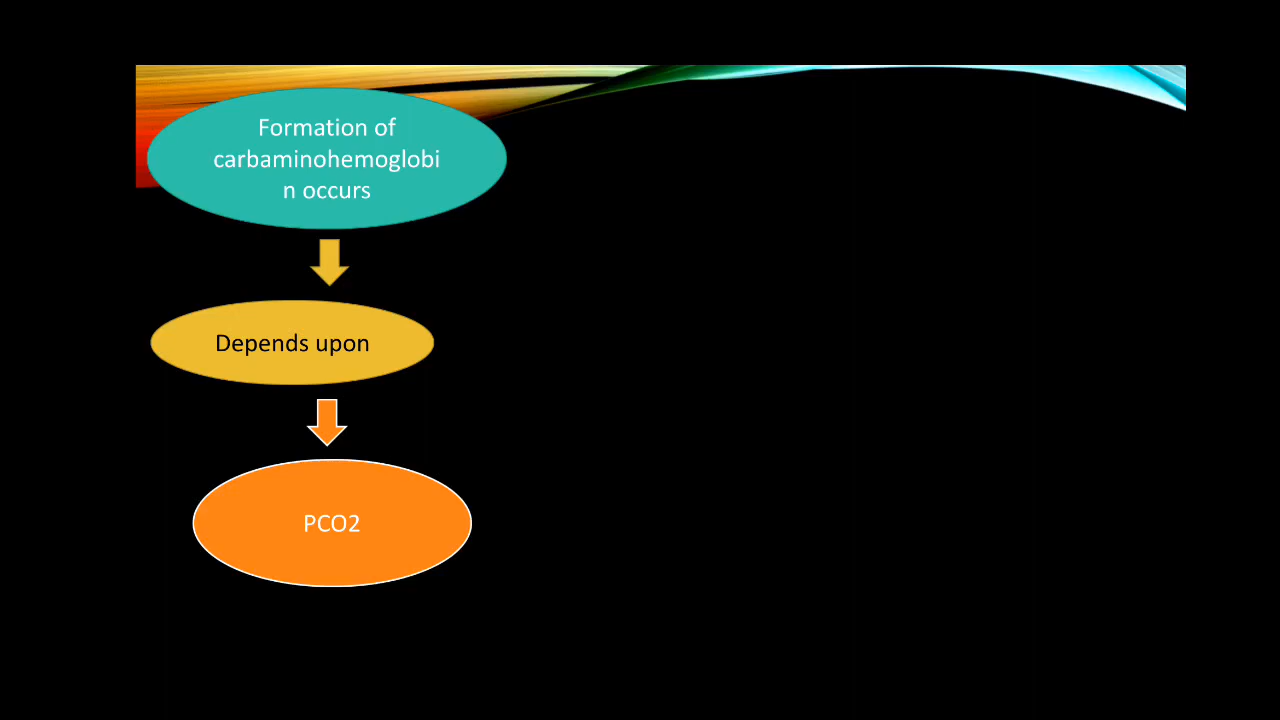 Formation of
carbaminohemoglobi
n occurs
Depends upon
PCO2